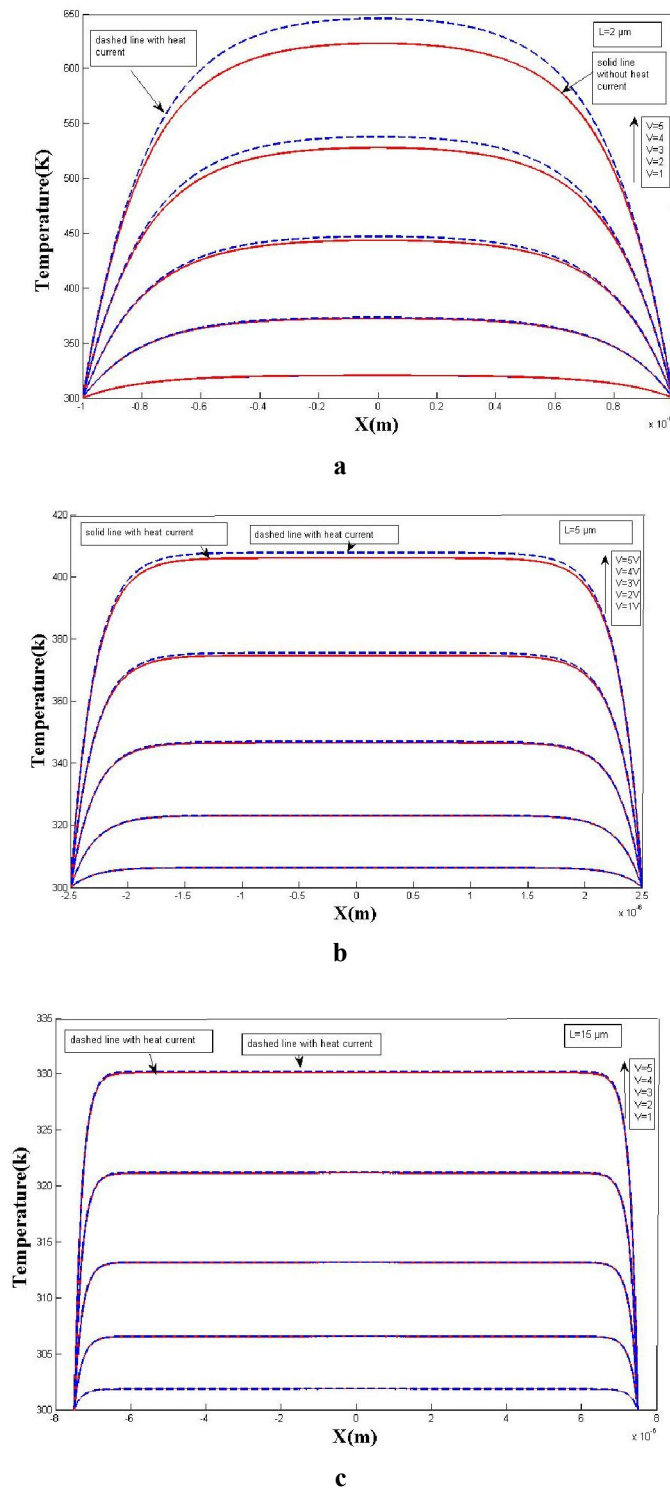 650
600
550
500
450
400
350
300
Temperature(K)
dashed line with heat
current
L=2 μm
solid line
without heat
current
V=5
V=4
V=3
V=2
V=1
-1
-0.8
-0.6
-0.4
-0.2
0
0.2
0.4
0.6
0.8
X(m)
a
420
400
380
360
340
320
300
Temperature(k)
solid line with heat current
dashed line with heat current
L=5 μm
V=5V
V=4V
V=3V
V=2V
V=1V
-2.5
-2
-1.5
-1
-0.5
0
0.5
1
1.5
2
2.5
x 10⁻⁶
X(m)
b
335
330
325
320
315
310
305
300
Temperature(k)
dashed line with heat current
dashed line with heat current
L=15 μm
V=5
V=4
V=3
V=2
V=1
-8
-6
-4
-2
0
2
4
6
8
x 10⁻⁶
X(m)
c